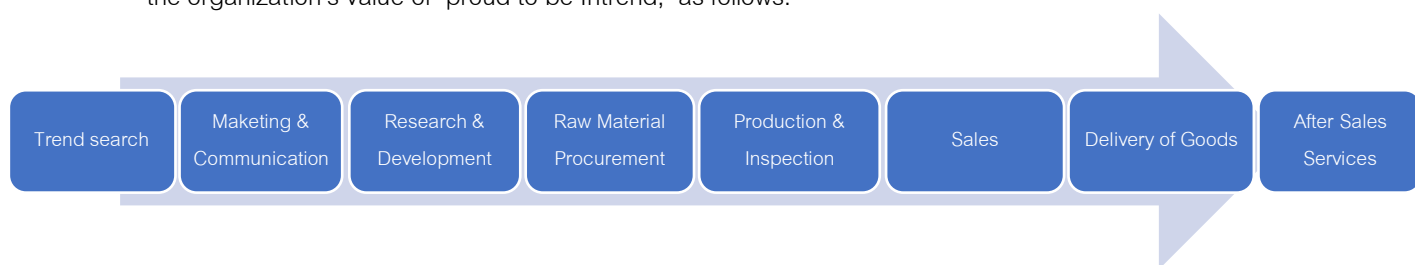 the organization's value of "proud to be Intrend," as follows:
Trend search
Maketing &
Communication
Research &
Development
Raw Material
Procurement
Production &
Inspection
Sales
Delivery of Goods
After Sales
Services